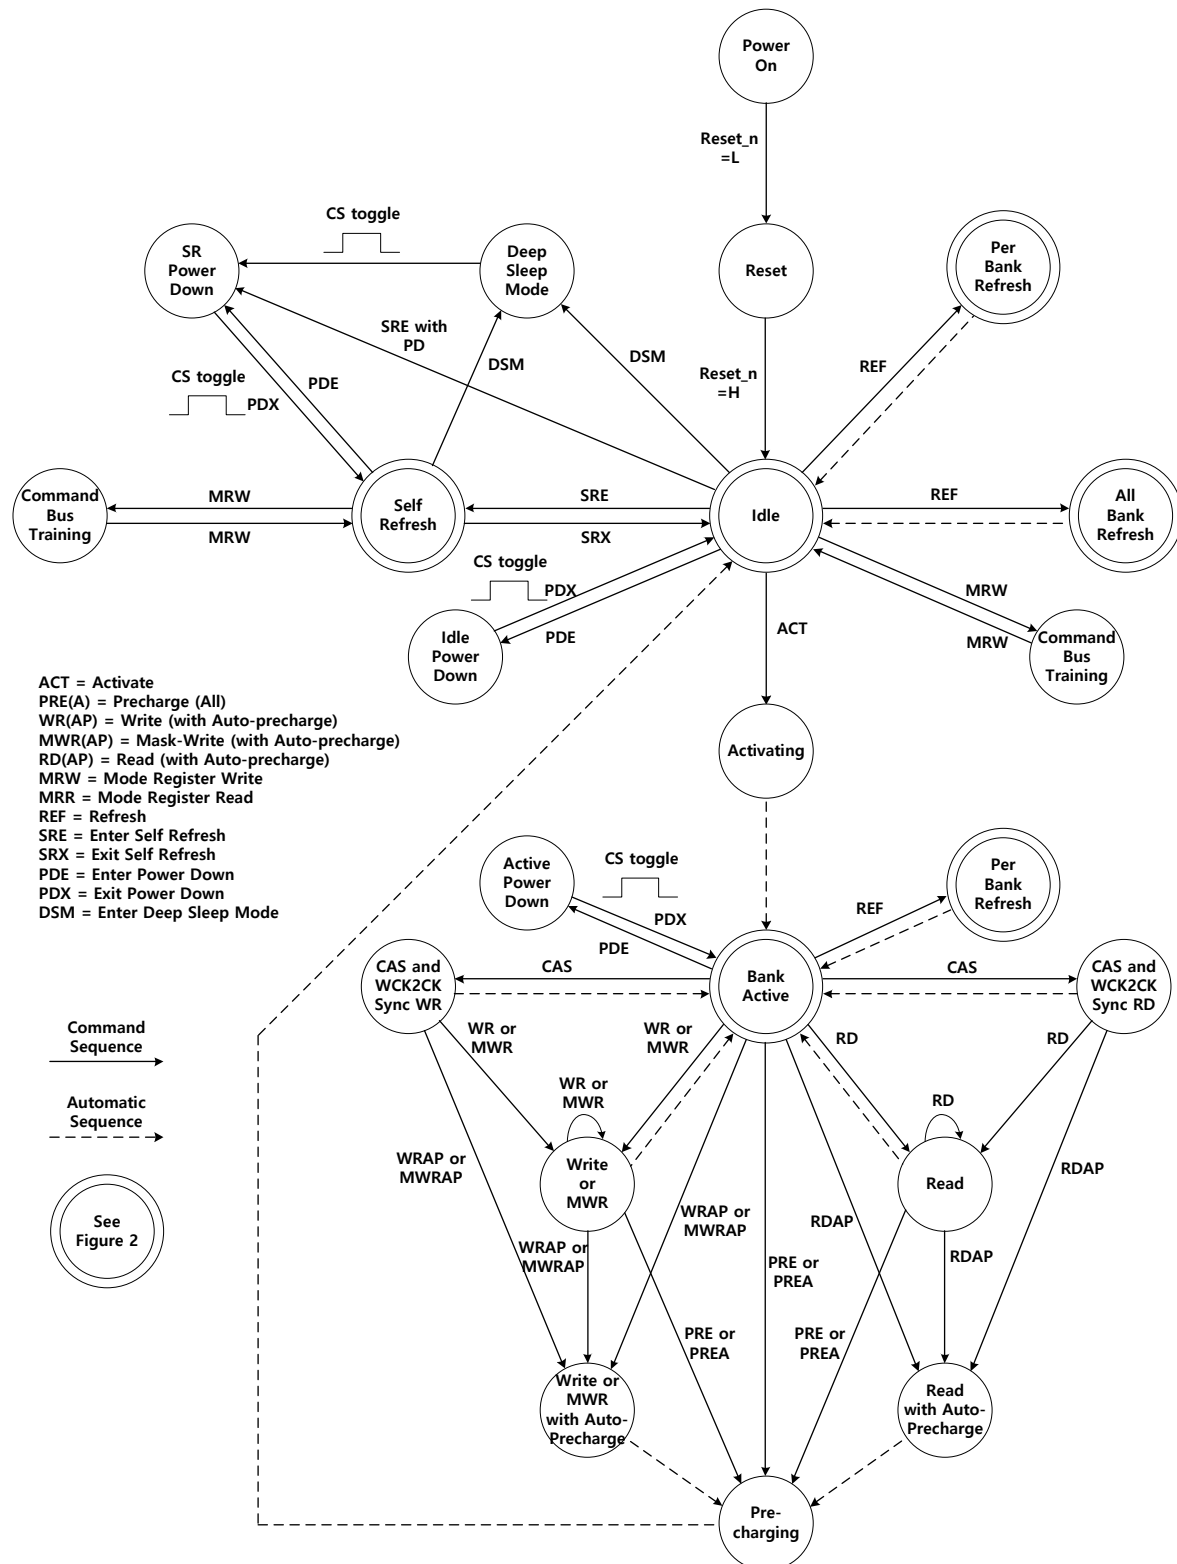 Power
On
Reset_n
=L
CS toggle
SR
Power
Down
Deep
Sleep
Mode
Reset
Per
Bank
Refresh
SRE with
PD
DSM
DSM
Reset_n
=H
REF
CS toggle
PDX
PDE
Command
Bus
Training
MRW
MRW
Self
Refresh
SRE
SRX
Idle
REF
All
Bank
Refresh
CS toggle
PDX
PDE
Idle
Power
Down
ACT
MRW
MRW
Command
Bus
Training
ACT = Activate
PRE(A) = Precharge (All)
WR(AP) = Write (with Auto-precharge)
MWR(AP) = Mask-Write (with Auto-precharge)
RD(AP) = Read (with Auto-precharge)
MRW = Mode Register Write
MRR = Mode Register Read
REF = Refresh
SRE = Enter Self Refresh
SRX = Exit Self Refresh
PDE = Enter Power Down
PDX = Exit Power Down
DSM = Enter Deep Sleep Mode
Activating
Active
Power
Down
CS toggle
PDX
PDE
Per
Bank
Refresh
REF
CAS and
WCK2CK
Sync WR
CAS
Bank
Active
CAS
CAS and
WCK2CK
Sync RD
Command
Sequence
Automatic
Sequence
See
Figure 2
WR or
MWR
WR or
MWR
RD
RD
WR or
MWR
RD
WRAP or
MWRAP
Write
or
MWR
Read
RDAP
WRAP or
MWRAP
RDAP
WRAP or
MWRAP
PRE or
PREA
RDAP
PRE or
PREA
PRE or
PREA
Write or
MWR
with Auto-
Precharge
Read
with Auto-
Precharge
Pre-
charging